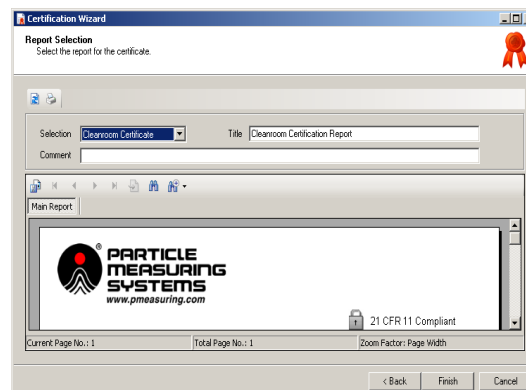 Certification Wizard
Report Selection
Select the report for the certificate.
Selection Cleanroom Certificate Title Cleanroom Certification Report
Comment
Main Report
PARTICLE
MEASURING
SYSTEMS
www.pmeasuring.com
21 CFR 11 Compliant
Current Page No.: 1 Total Page No.: 1 Zoom Factor: Page Width
< Back Finish Cancel